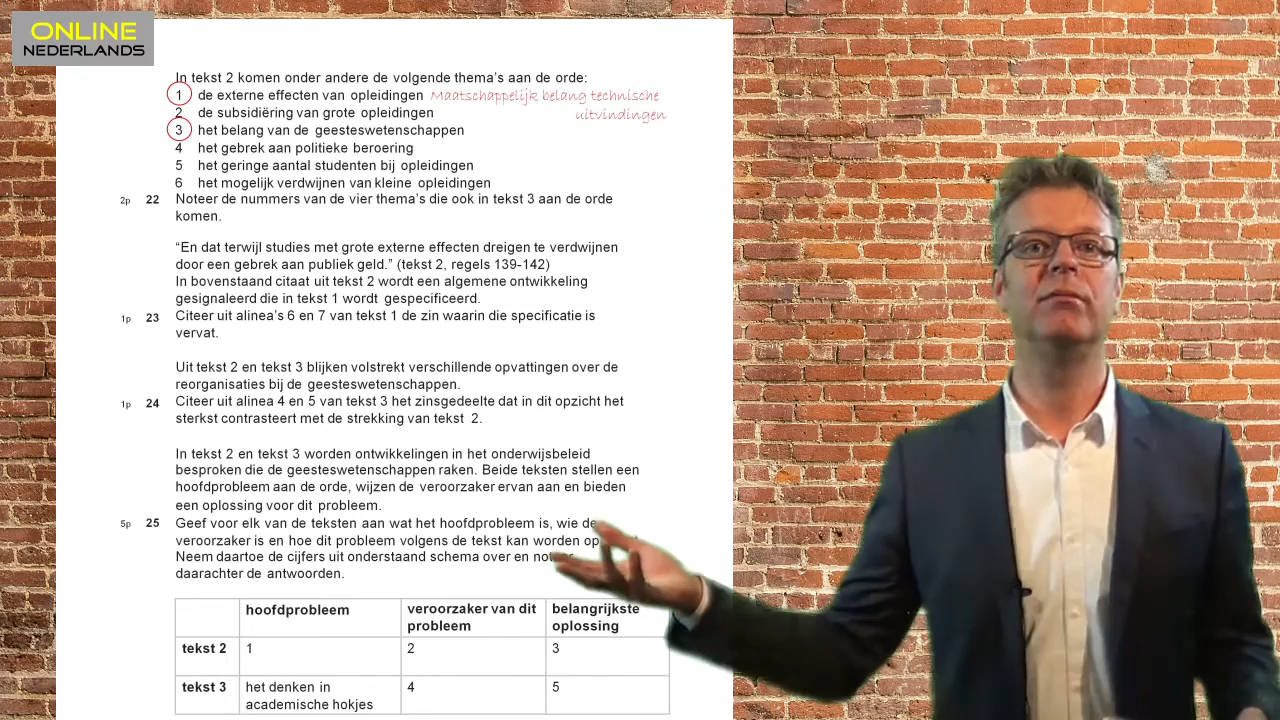 ONLINE
NEDERLANDS
In tekst 2 komen onder andere de volgende thema's aan de orde:
1 de externe effecten van opleidingen Maatschappelijk belang technische
2 de subsidiëring van grote opleidingen uitvindingen
3 het belang van de geesteswetenschappen
4 het gebrek aan politieke beroering
5 het geringe aantal studenten bij opleidingen
6 het mogelijk verdwijnen van kleine opleidingen
2p 22 Noteer de nummers van de vier thema's die ook in tekst 3 aan de orde
komen.
“En dat terwijl studies met grote externe effecten dreigen te verdwijnen
door een gebrek aan publiek geld.” (tekst 2, regels 139-142)
In bovenstaand citaat uit tekst 2 wordt een algemene ontwikkeling
gesignaleerd die in tekst 1 wordt gespecificeerd.
1p 23 Citeer uit alinea's 6 en 7 van tekst 1 de zin waarin die specificatie is
vervat.
Uit tekst 2 en tekst 3 blijken volstrekt verschillende opvattingen over de
reorganisaties bij de geesteswetenschappen.
1p 24 Citeer uit alinea 4 en 5 van tekst 3 het zinsgedeelte dat in dit opzicht het
sterkst contrasteert met de strekking van tekst 2.
In tekst 2 en tekst 3 worden ontwikkelingen in het onderwijsbeleid
besproken die de geesteswetenschappen raken. Beide teksten stellen een
hoofdprobleem aan de orde, wijzen de veroorzaker ervan aan en bieden
een oplossing voor dit probleem.
5p 25 Geef voor elk van de teksten aan wat het hoofdprobleem is, wie de
veroorzaker is en hoe dit probleem volgens de tekst kan worden
Neem daartoe de cijfers uit onderstaand schema over en
daarachter de antwoorden.
hoofdprobleem veroorzaker van dit belangrijkste
probleem oplossing
tekst 2 1 2 3
tekst 3 het denken in 4 5
academische hokjes